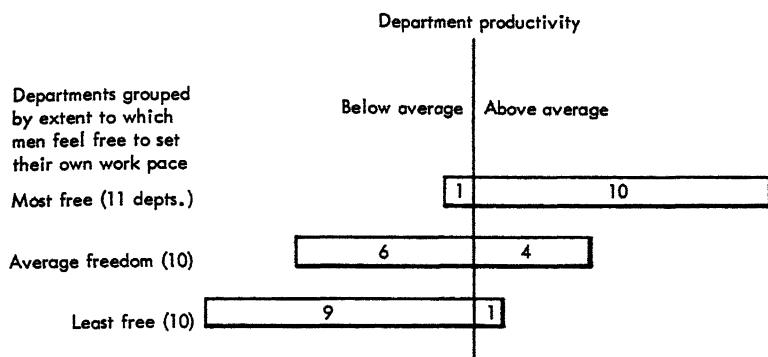 Department productivity
Departments grouped
by extent to which
men feel free to set
their own work pace
Below average Above average
Most free (11 depts.)
1 10
Average freedom (10)
6 4
Least free (10)
9 1